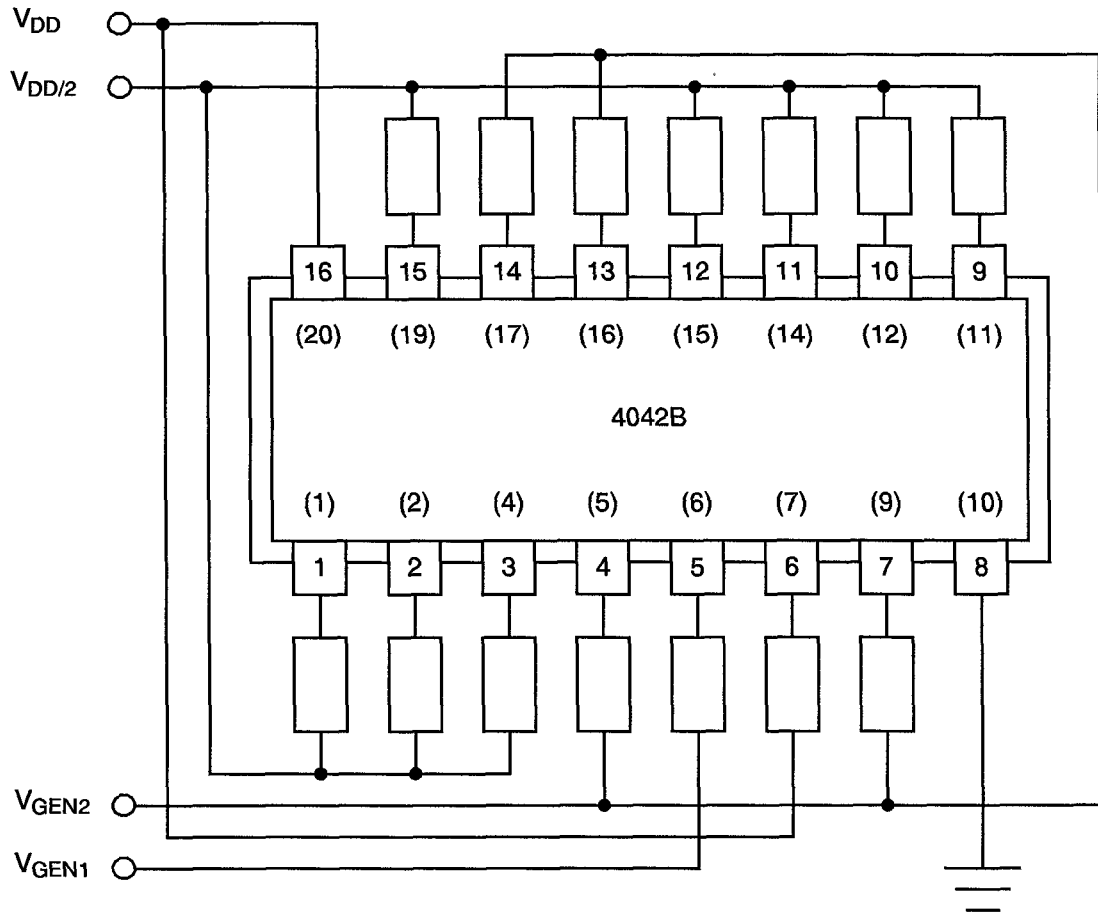 VDD
VDD/2
16 15 14 13 12 11 10 9
(20) (19) (17) (16) (15) (14) (12) (11)
4042B
(1) (2) (4) (5) (6) (7) (9) (10)
1 2 3 4 5 6 7 8
VGEN2
VGEN1